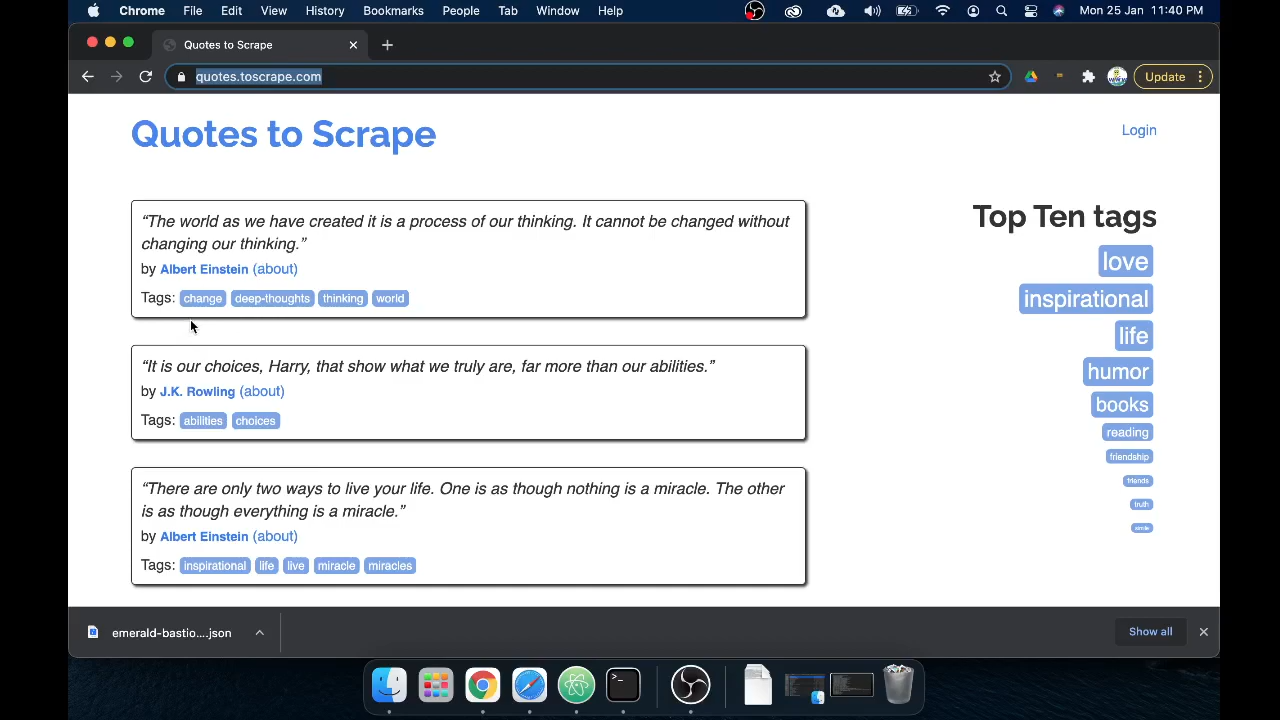 Chrome File Edit View History Bookmarks People Tab Window Help Mon 25 Jan 11:40 PM
Quotes to Scrape
quotes.toscrape.com
Update
Quotes to Scrape
Login
“The world as we have created it is a process of our thinking. It cannot be changed without
changing our thinking.”
by Albert Einstein (about)
Tags: change deep-thoughts thinking world
“It is our choices, Harry, that show what we truly are, far more than our abilities.”
by J.K. Rowling (about)
Tags: abilities choices
“There are only two ways to live your life. One is as though nothing is a miracle. The other
is as though everything is a miracle.”
by Albert Einstein (about)
Tags: inspirational life live miracle miracles
Top Ten tags
love
inspirational
life
humor
books
reading
friendship
friends
truth
simile
emerald-bastio....json
Show all